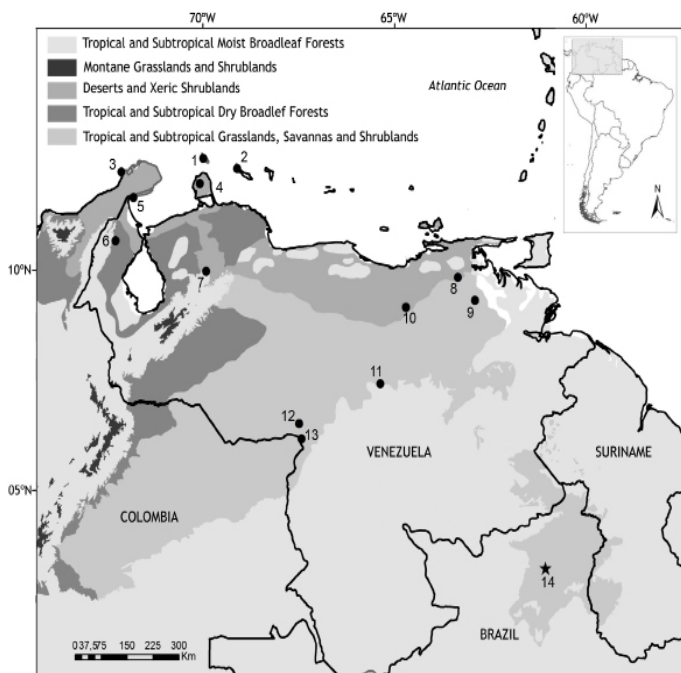 70°W
65°W
60°W
Tropical and Subtropical Moist Broadleaf Forests
Montane Grasslands and Shrublands
Deserts and Xeric Shrublands
Tropical and Subtropical Dry Broadlef Forests
Tropical and Subtropical Grasslands, Savannas and Shrublands
Atlantic Ocean
N
1
2
3
4
5
6
10°N
7
8
9
10
11
12
13
VENEZUELA
SURINAME
05°N
COLOMBIA
14
BRAZIL
0 37,575 150 225 300
Km